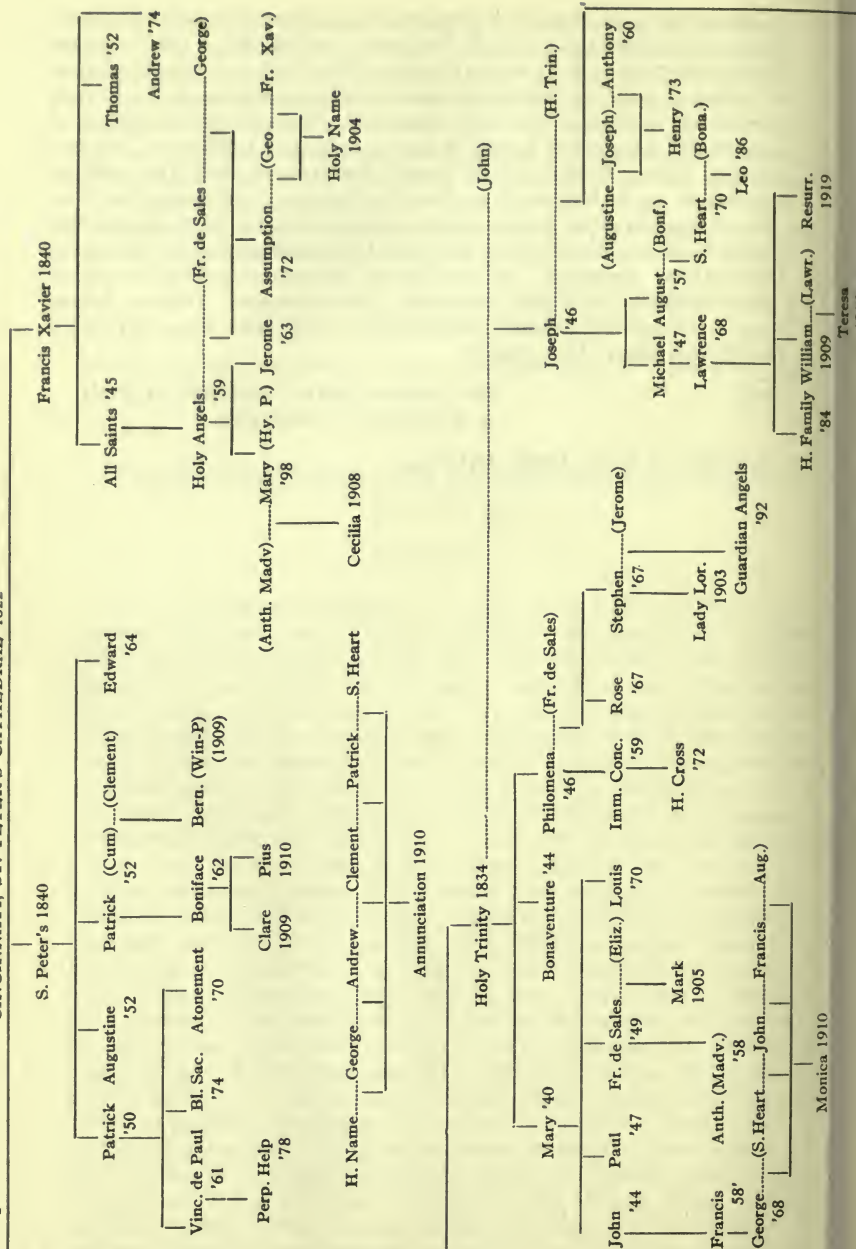 CINCINNATI, ST. PETER'S CATHEDRAL 1822
S. Peter's 1840
Francis Xavier 1840
Patrick '50
Augustine '52
Patrick '52
(Cum)....(Clement)
Edward '64
All Saints '45
Thomas '52
Andrew '74
Vinc. de Paul '61
Bl. Sac. '74
Atonement '70
Boniface '62
Bern. (Win-P) (1909)
Holy Angels........(Fr. de Sales ........George)
'59
Perp. Help '78
Clare 1909
Pius 1910
(Anth. Madv)......Mary (Hy. P.) '98
Jerome '63
Assumption......(Geo......Fr. Xav.)
'72
Cecilia 1908
Holy Name 1904
H. Name......George......Andrew......Clement......Patrick......S. Heart
Annunciation 1910
Holy Trinity 1834........(John)
Mary '40
Bonaventure '44
Philomena......(Fr. de Sales)
'46
Joseph........(H. Trin.)
'46
John '44
Paul '47
Fr. de Sales......(Eliz.)
'49
Louis '70
Imm. Conc. '59
Rose '67
Stephen......(Jerome)
'67
Michael '47
August....(Bonf.)
'57
(Augustine....Joseph)....Anthony
'60
Francis 58'
Anth. (Madv.) '58
Mark 1905
H. Cross '72
Lady Lor. 1903
Guardian Angels '92
Lawrence '68
S. Heart......(Bona.)
'70
Henry '73
Leo '86
George......(S. Heart......John......Francis......Aug.)
'68
Monica 1910
H. Family '84
William....(Lawr.)
1909
Resurr. 1919
Teresa